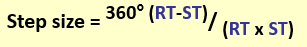 Step size = 360° (RT-ST)/ (RT x ST)